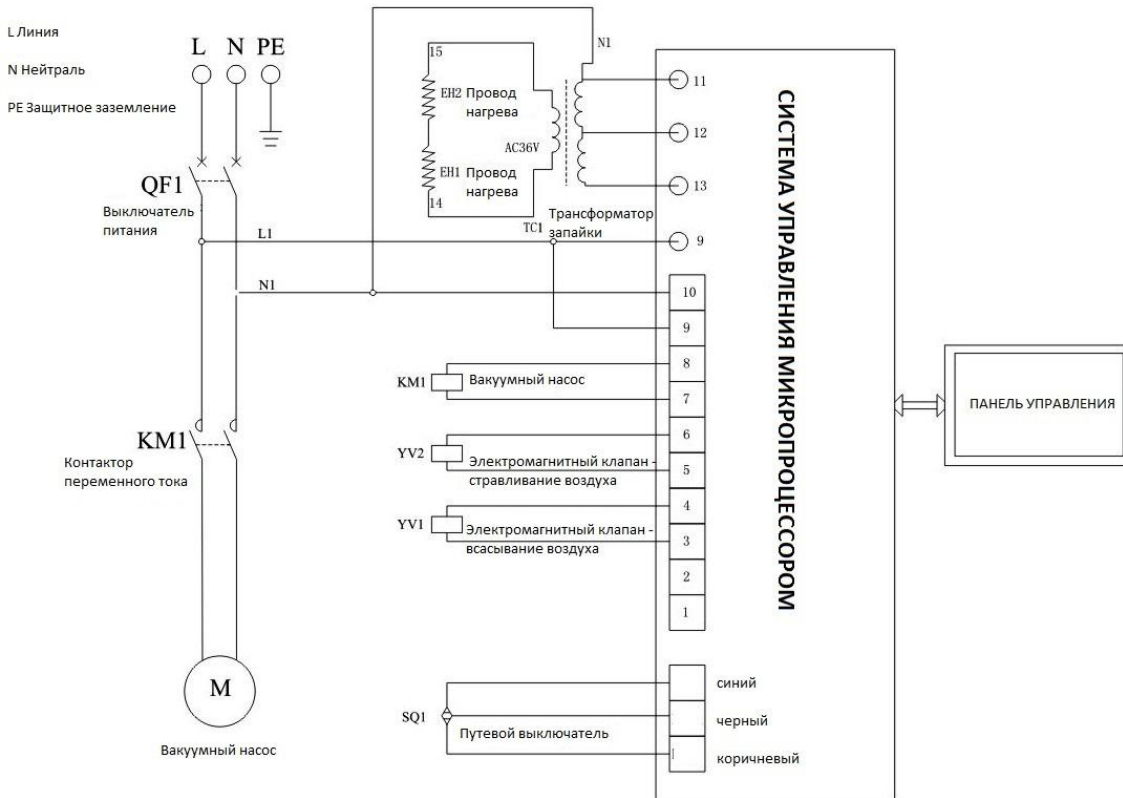 L Линия
N Нейтраль
PE Защитное заземление
L N PE
QF1
Выключатель
питания
L1
N1
15
EH2 Провод
нагрева
AC36V
EH1 Провод
нагрева
14
TC1
Трансформатор
запайки
N1
11
12
13
9
10
9
8
7
6
5
4
3
2
1
KM1
Вакуумный насос
YV2
Электромагнитный клапан -
стравливание воздуха
YV1
Электромагнитный клапан -
всасывание воздуха
KM1
Контактор
переменного тока
M
Вакуумный насос
SQ1
Путевой выключатель
синий
черный
коричневый
СИСТЕМА УПРАВЛЕНИЯ МИКРОПРОЦЕССОРОМ
ПАНЕЛЬ УПРАВЛЕНИЯ